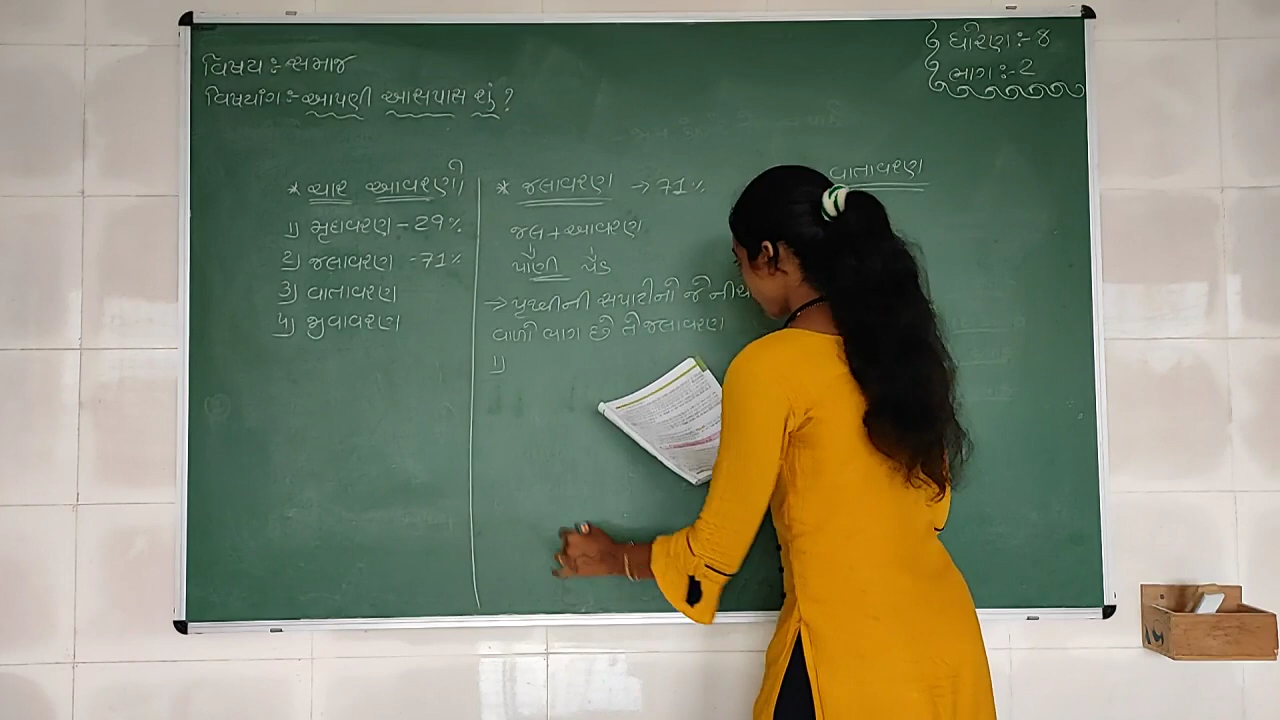 વિષય :- સમાજ
વિષયાંગ :- આપણી આસપાસ શું ?
ધોરણ :- 8
ભાગ :- 2
* ચાર આવરણો
1) મૃદાવરણ - 29%
2) જલાવરણ - 71%
3) વાતાવરણ
4) જીવાવરણ
* જલાવરણ → 71%
જલ + આવરણ
પાણી પડ
→ પૃથ્વીની સપાટીનો જે નીચ
વાળો ભાગ છે તે જલાવરણ
1)
વાતાવરણ